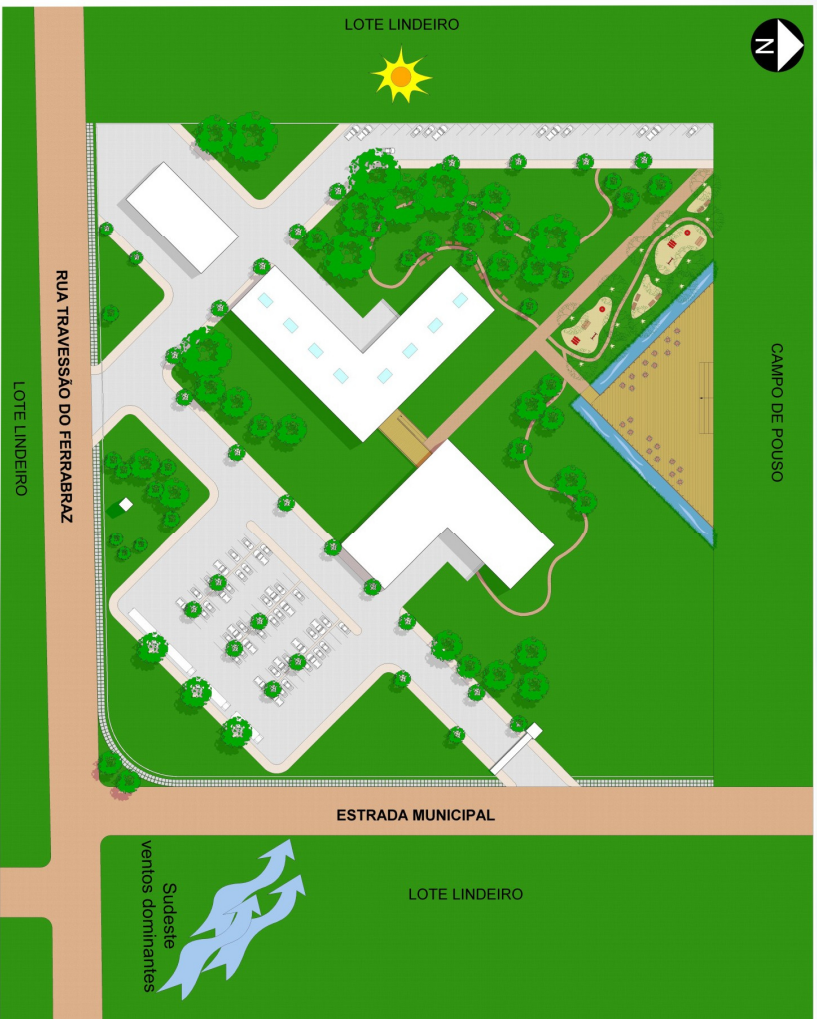 LOTE LINDEIRO
N
RUA TRAVESSÃO DO FERRABRAZ
LOTE LINDEIRO
CAMPO DE POUSO
ESTRADA MUNICIPAL
LOTE LINDEIRO
Sudeste
ventos dominantes